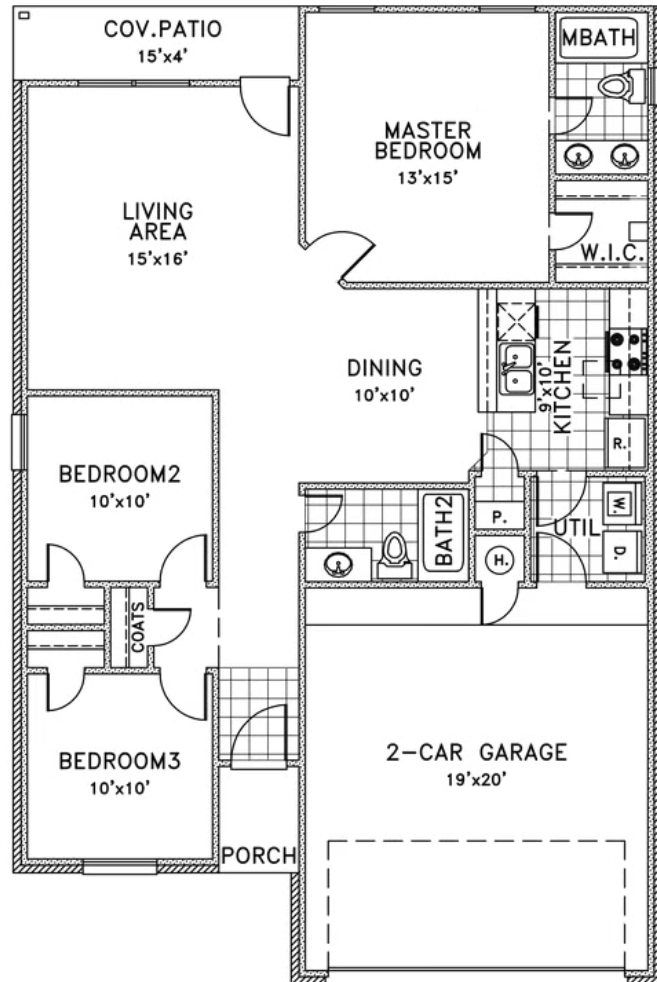 COV.PATIO
15'x4'
MBATH
MASTER
BEDROOM
13'x15'
LIVING
AREA
15'x16'
W.I.C.
DINING
10'x10'
KITCHEN
9'x10'
R.
BEDROOM2
10'x10'
BATH2
P.
UTIL
W.
D.
H.
COATS
BEDROOM3
10'x10'
2-CAR GARAGE
19'x20'
PORCH